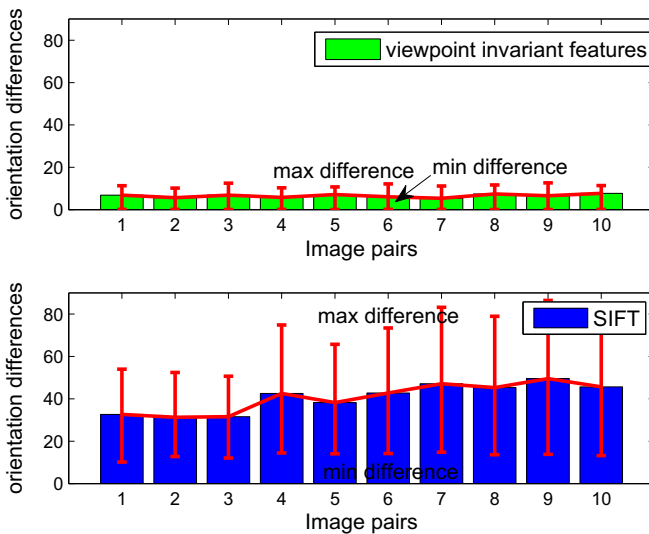 80
60
40
20
0
orientation differences
viewpoint invariant features
max difference
min difference
1 2 3 4 5 6 7 8 9 10
Image pairs
80
60
40
20
0
orientation differences
max difference
SIFT
min difference
1 2 3 4 5 6 7 8 9 10
Image pairs